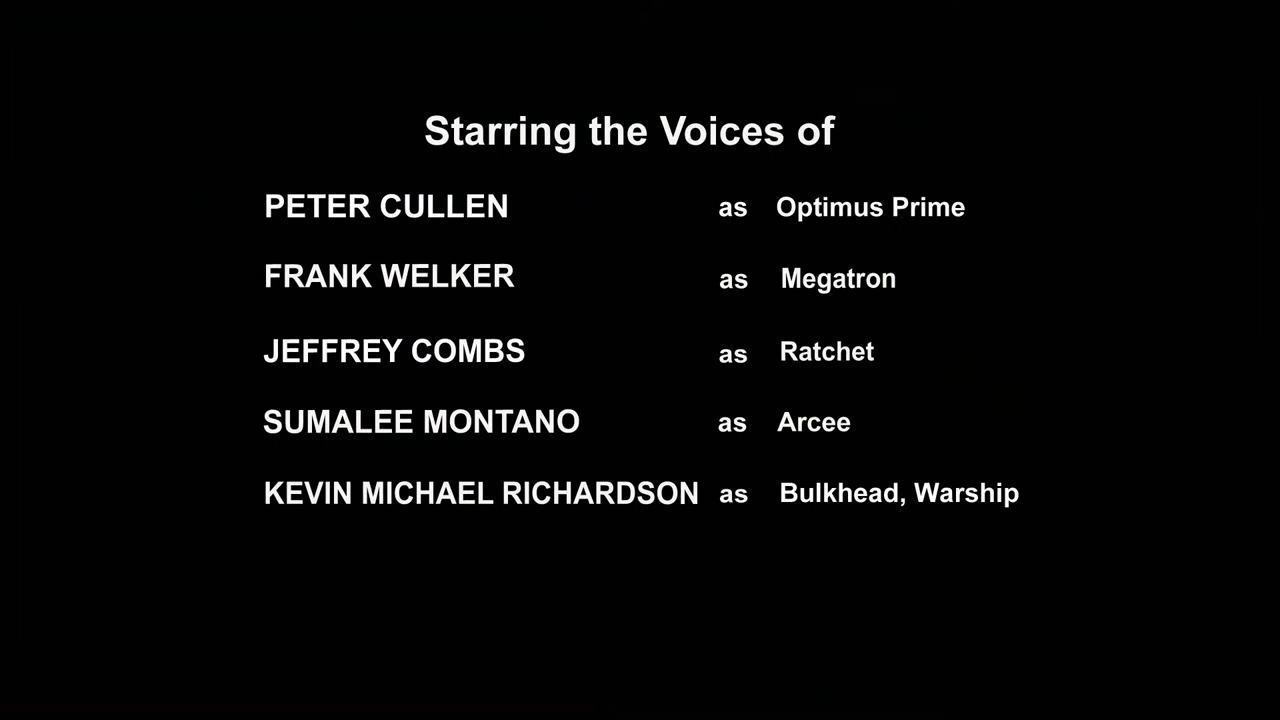 Starring the Voices of
PETER CULLEN as Optimus Prime
FRANK WELKER as Megatron
JEFFREY COMBS as Ratchet
SUMALEE MONTANO as Arcee
KEVIN MICHAEL RICHARDSON as Bulkhead, Warship